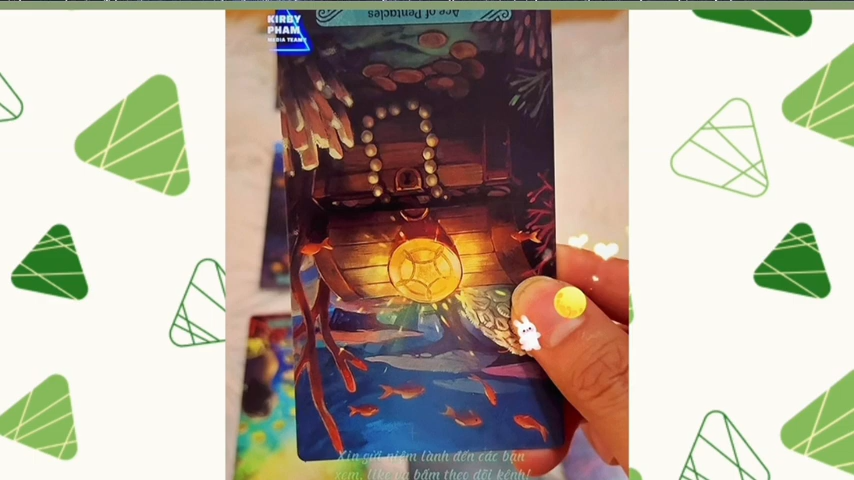 KIRBY
PHAM
MEDIA TEAM
Ace of Pentacles
Xin gửi niệm lành đến các bạn
xem, like và bấm theo dõi kênh!